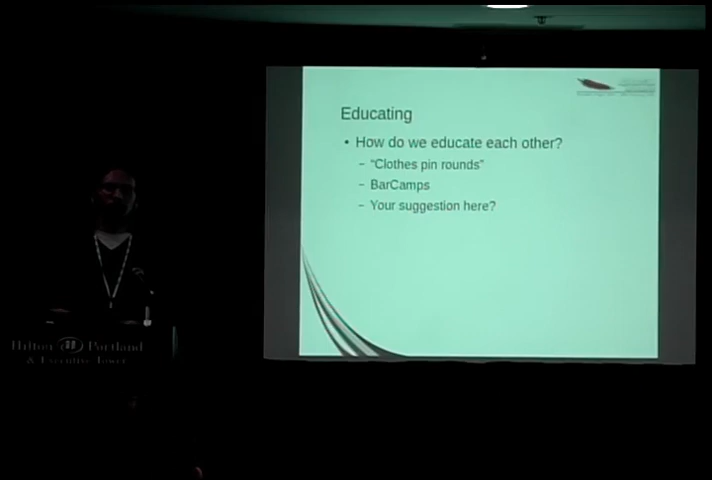 Educating
• How do we educate each other?
– “Clothes pin rounds”
– BarCamps
– Your suggestion here?
Hilton Portland
& Executive Tower